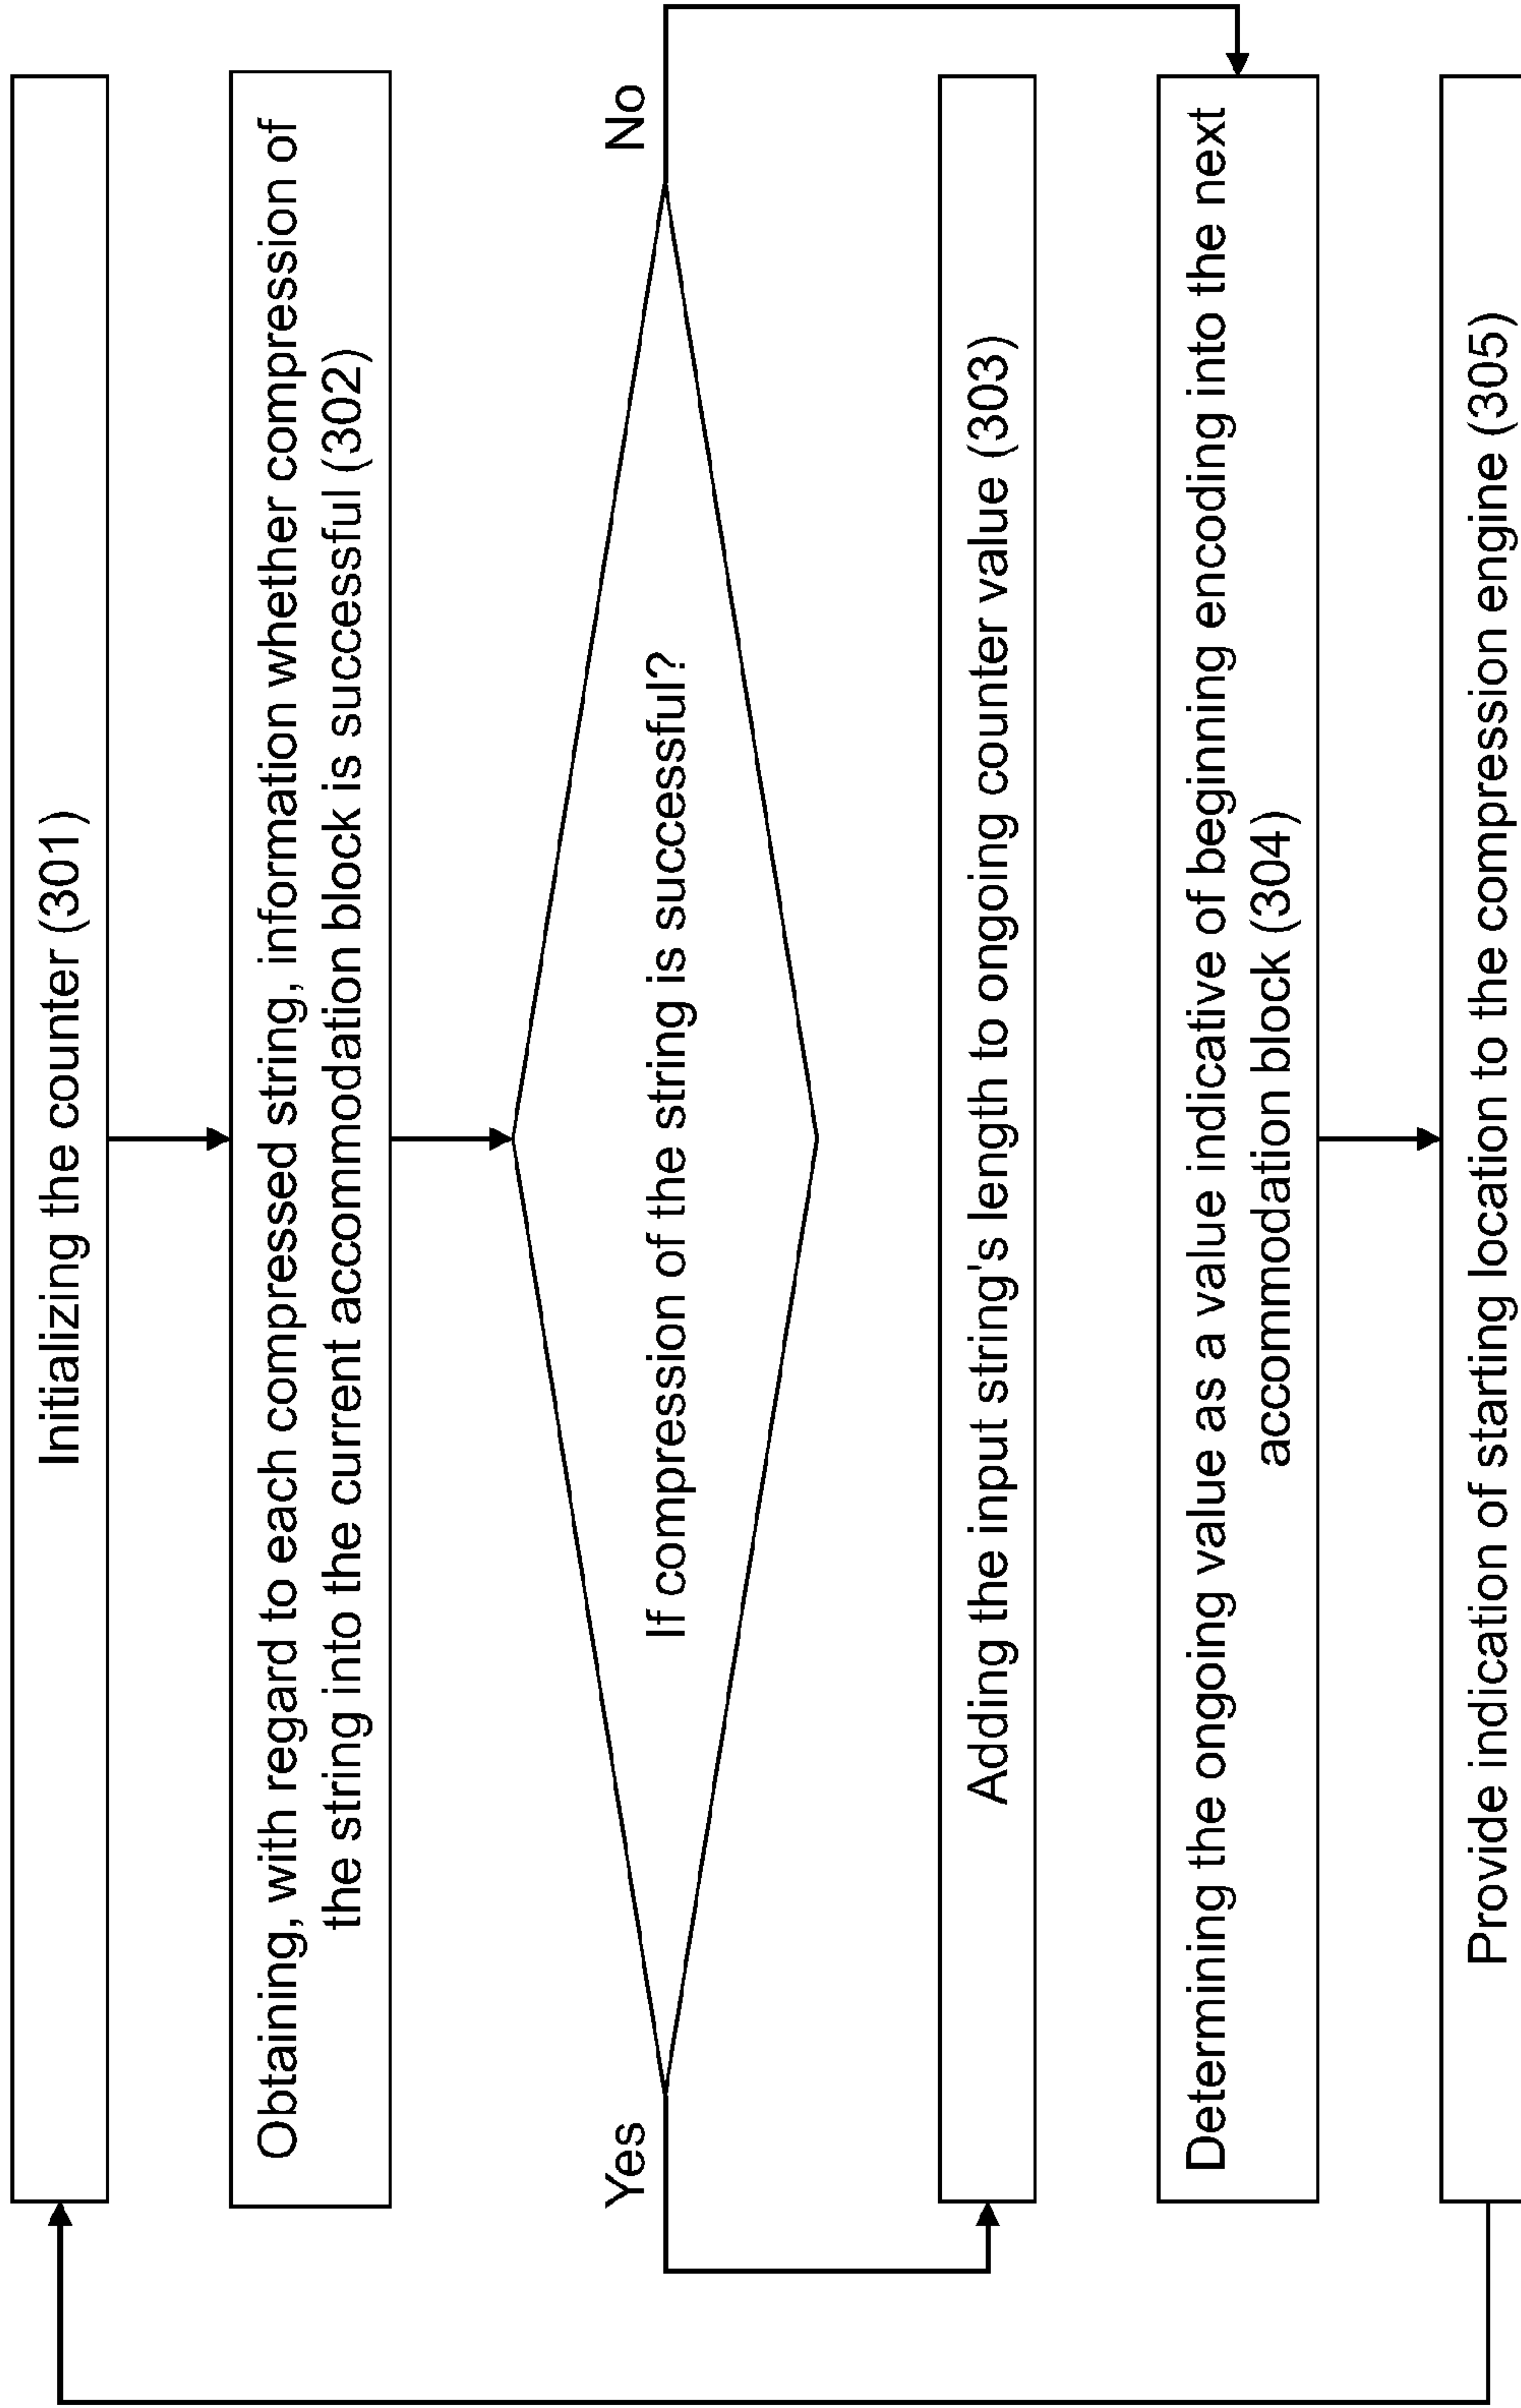 Initializing the counter (301)
Obtaining, with regard to each compressed string, information whether compression of
the string into the current accommodation block is successful (302)
If compression of the string is successful?
Yes
No
Adding the input string's length to ongoing counter value (303)
Determining the ongoing value as a value indicative of beginning encoding into the next
accommodation block (304)
Provide indication of starting location to the compression engine (305)